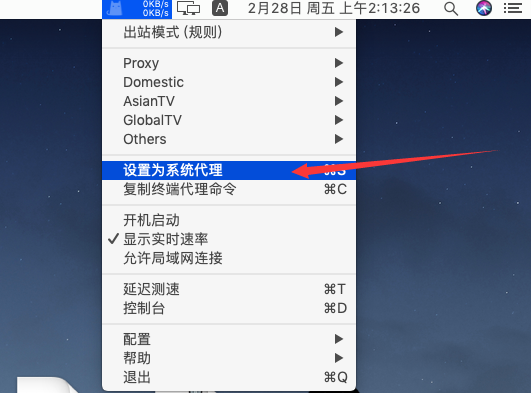 0KB/s
0KB/s
A
2月28日 周五 上午2:13:26
出站模式 (规则)
Proxy
Domestic
AsianTV
GlobalTV
Others
设置为系统代理 ⌘S
复制终端代理命令 ⌘C
开机启动
显示实时速率
允许局域网连接
延迟测速 ⌘T
控制台 ⌘D
配置
帮助
退出 ⌘Q